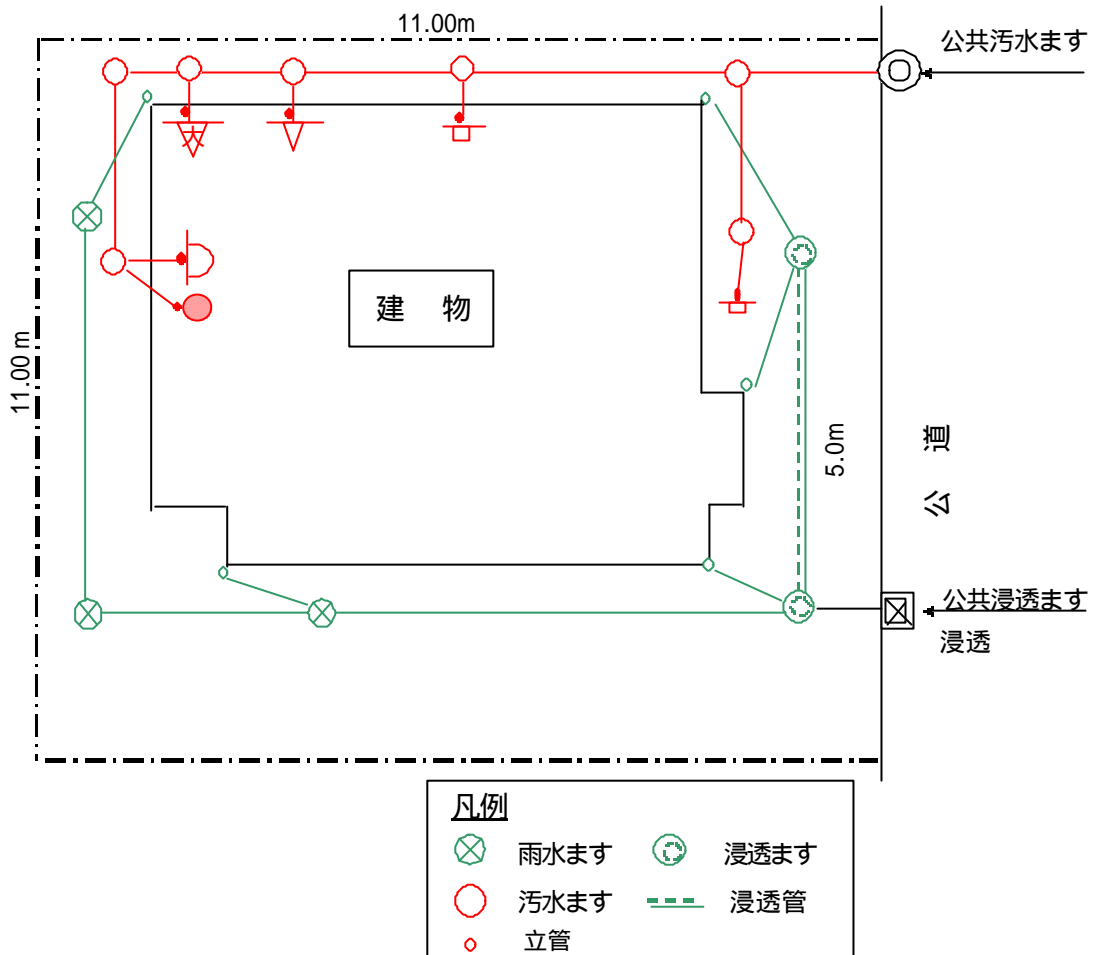 11.00m
公共汚水ます
建　物
11.00 m
5.0m
公　道
公共浸透ます
浸透
凡例
雨水ます　浸透ます
汚水ます　浸透管
立管